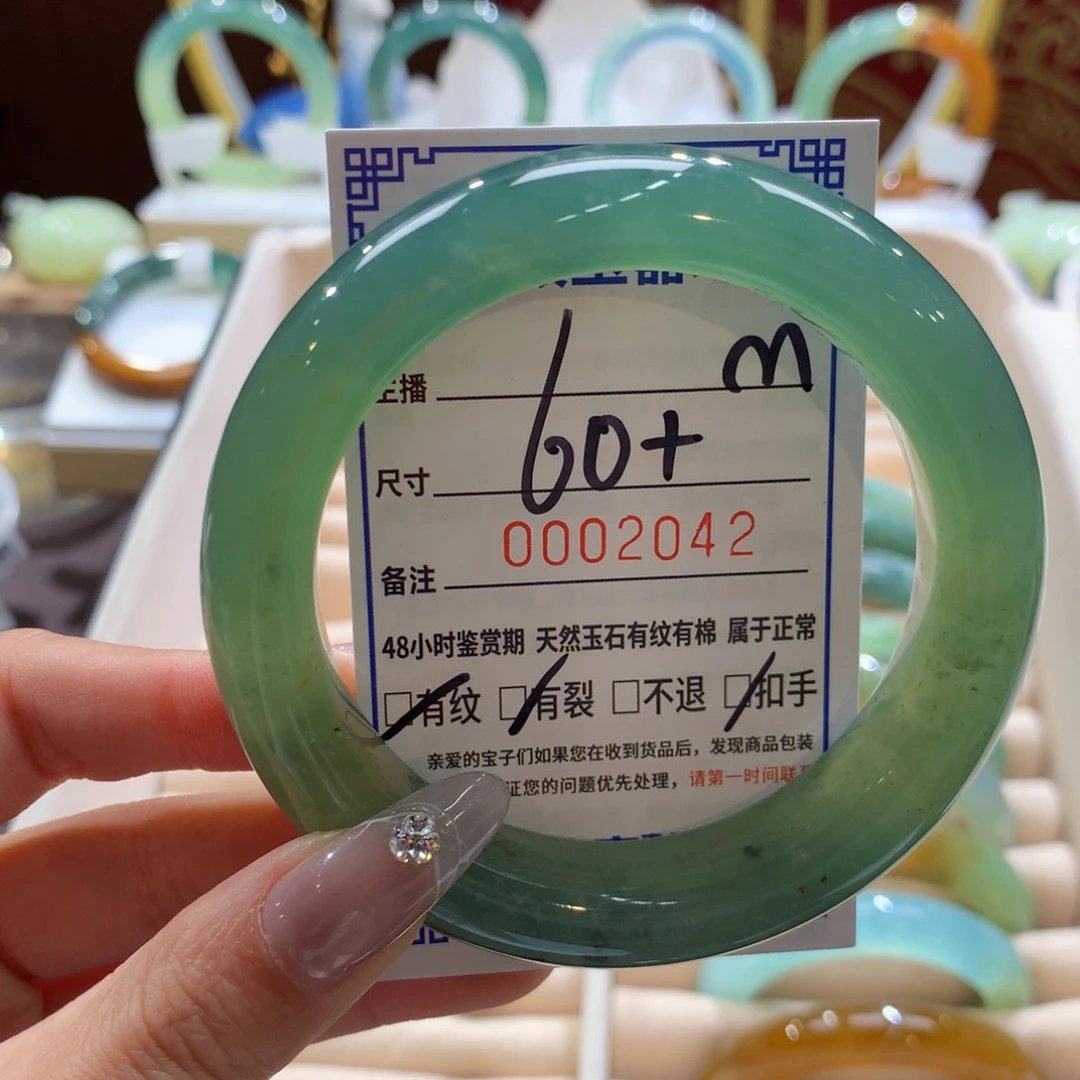 M
主播
60+
尺寸
0002042
备注
48小时鉴赏期 天然玉石有纹有棉 属于正常
□有纹 □有裂 □不退 □扣手
亲爱的宝子们如果您在收到货品后，发现商品包装
证您的问题优先处理，请第一时间联系